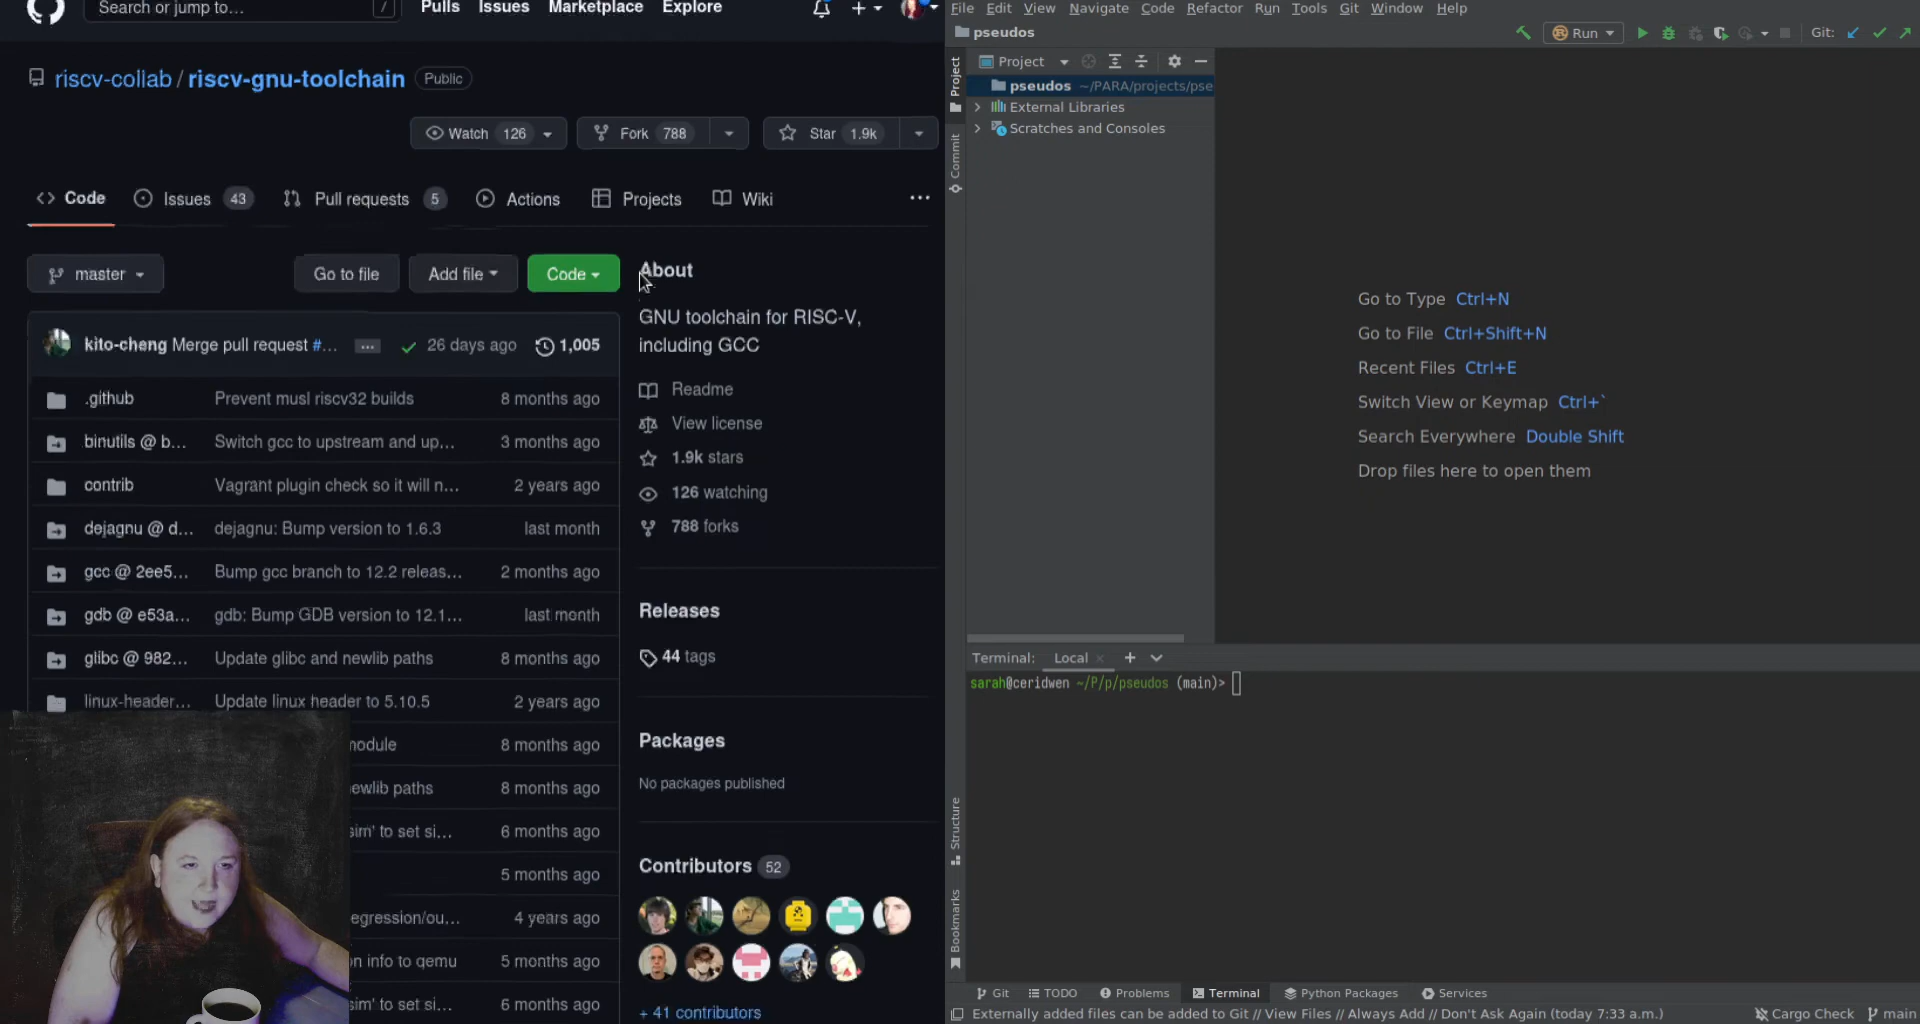 Search or jump to...
/
Pulls Issues Marketplace Explore
riscv-collab / riscv-gnu-toolchain Public
Watch 126
Fork 788
Star 1.9k
<> Code
Issues 43
Pull requests 5
Actions
Projects
Wiki
...
master
Go to file
Add file
Code
About
GNU toolchain for RISC-V,
including GCC
kito-cheng Merge pull request #... ... 26 days ago 1,005
.github Prevent musl riscv32 builds 8 months ago
binutils @ b... Switch gcc to upstream and up... 3 months ago
contrib Vagrant plugin check so it will n... 2 years ago
dejagnu @ d... dejagnu: Bump version to 1.6.3 last month
gcc @ 2ee5... Bump gcc branch to 12.2 releas... 2 months ago
gdb @ e53a... gdb: Bump GDB version to 12.1... last month
glibc @ 982... Update glibc and newlib paths 8 months ago
linux-header... Update linux header to 5.10.5 2 years ago
module 8 months ago
ewlib paths 8 months ago
sim' to set si... 6 months ago
5 months ago
egression/ou... 4 years ago
on info to qemu 5 months ago
sim' to set si... 6 months ago
Readme
View license
1.9k stars
126 watching
788 forks
Releases
44 tags
Packages
No packages published
Contributors 52
+ 41 contributors
File Edit View Navigate Code Refactor Run Tools Git Window Help
pseudos
Run
Git:
Project
Commit
Structure
Bookmarks
Project
pseudos ~/PARA/projects/pse
External Libraries
Scratches and Consoles
Go to Type Ctrl+N
Go to File Ctrl+Shift+N
Recent Files Ctrl+E
Switch View or Keymap Ctrl+`
Search Everywhere Double Shift
Drop files here to open them
Terminal: Local × +
sarah@ceridwen ~/P/p/pseudos (main)>
Git TODO Problems Terminal Python Packages Services
Externally added files can be added to Git // View Files // Always Add // Don't Ask Again (today 7:33 a.m.) Cargo Check main